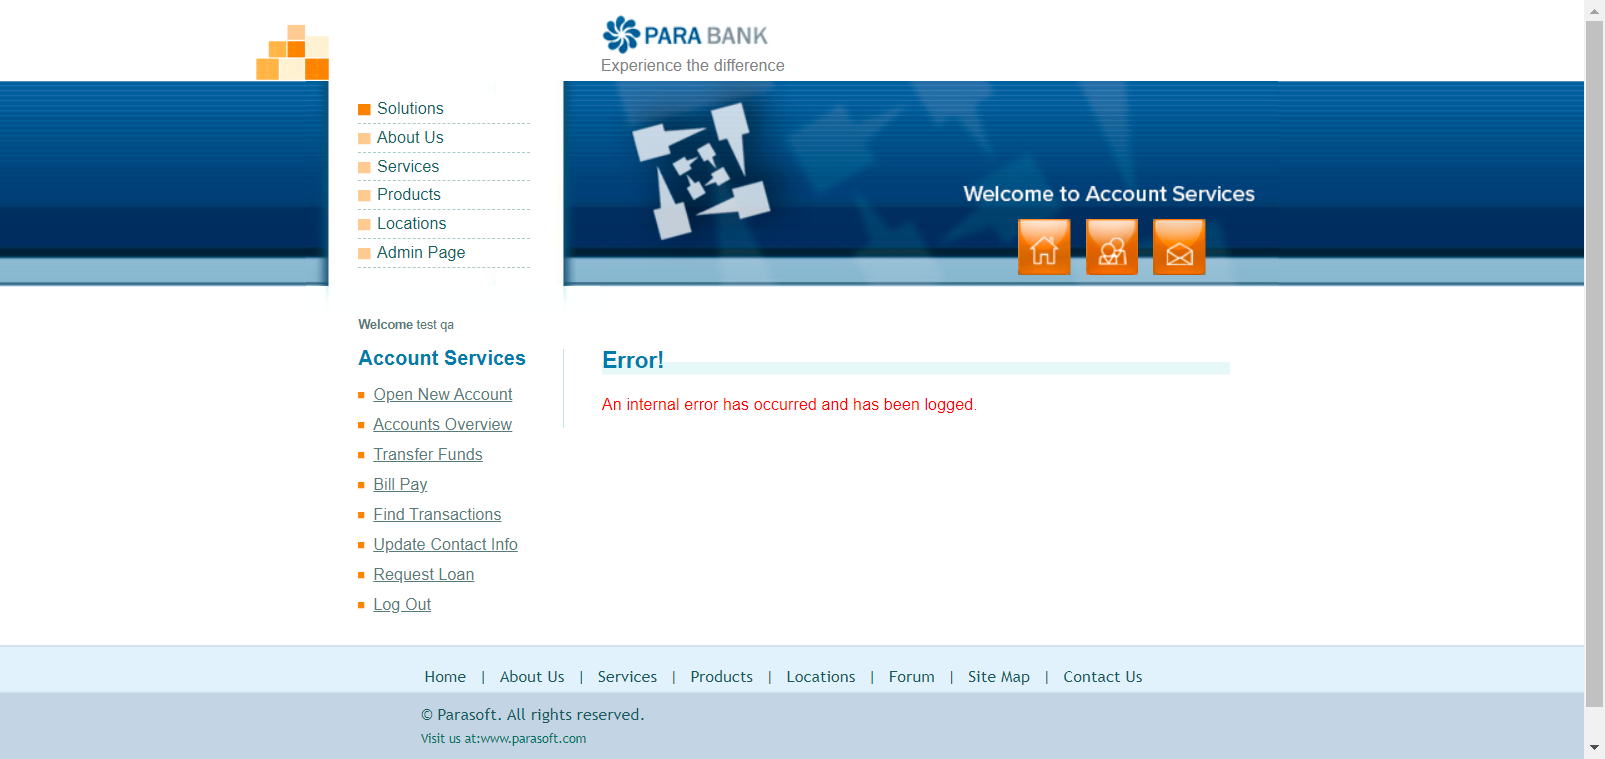 PARA BANK
Experience the difference
Solutions
About Us
Services
Products
Locations
Admin Page
Welcome to Account Services
Welcome test qa
Account Services
Open New Account
Accounts Overview
Transfer Funds
Bill Pay
Find Transactions
Update Contact Info
Request Loan
Log Out
Error!
An internal error has occurred and has been logged.
Home | About Us | Services | Products | Locations | Forum | Site Map | Contact Us
© Parasoft. All rights reserved.
Visit us at:www.parasoft.com